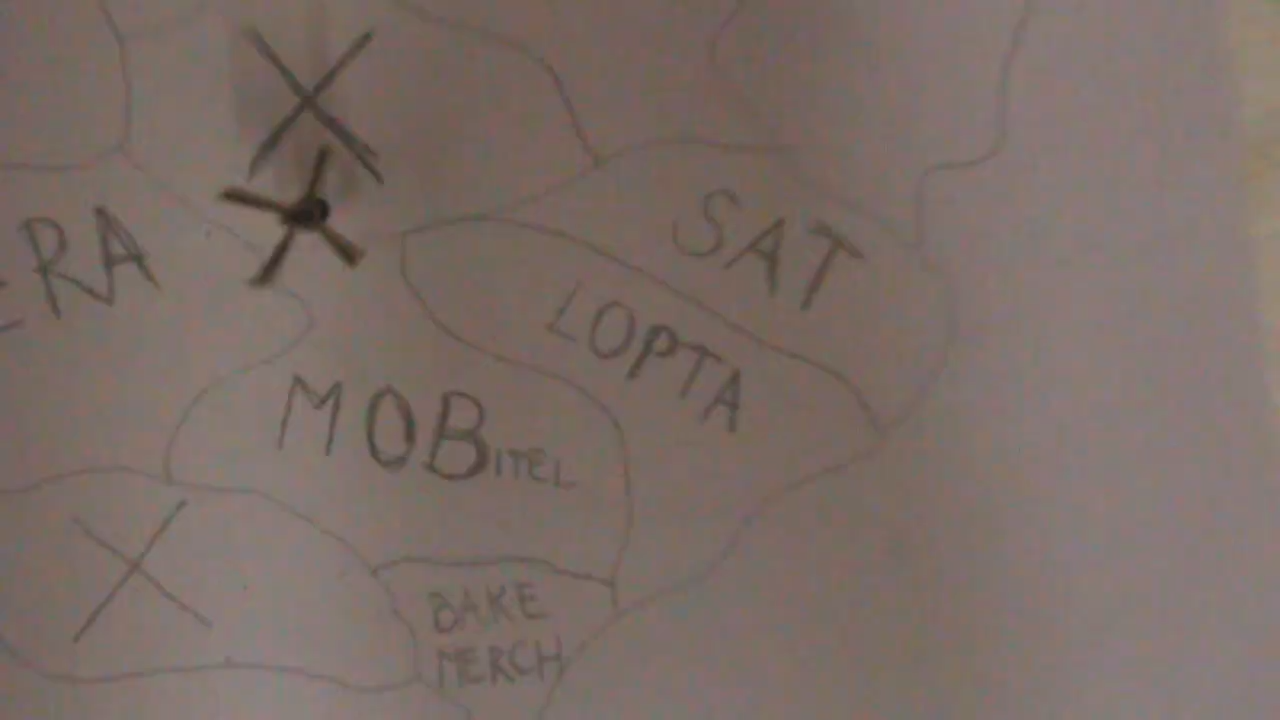 X
SAT
ERA
LOPTA
MOBITEL
X
BAKE
MERCH